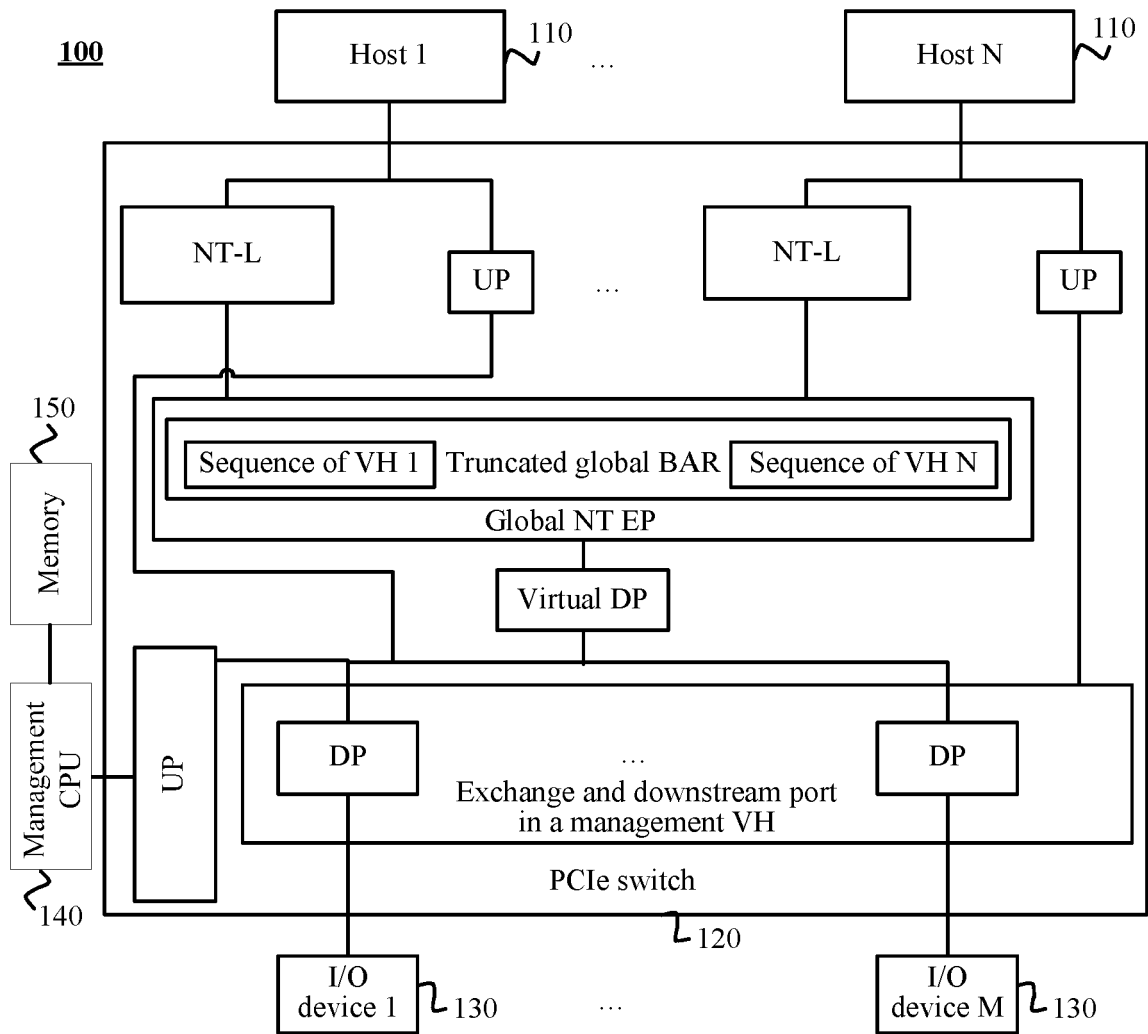 100
Host 1
110
...
Host N
110
NT-L
UP
...
NT-L
UP
150
Memory
Sequence of VH 1
Truncated global BAR
Sequence of VH N
Global NT EP
Virtual DP
Management
CPU
140
UP
DP
...
DP
Exchange and downstream port
in a management VH
PCIe switch
120
I/O
device 1
130
...
I/O
device M
130